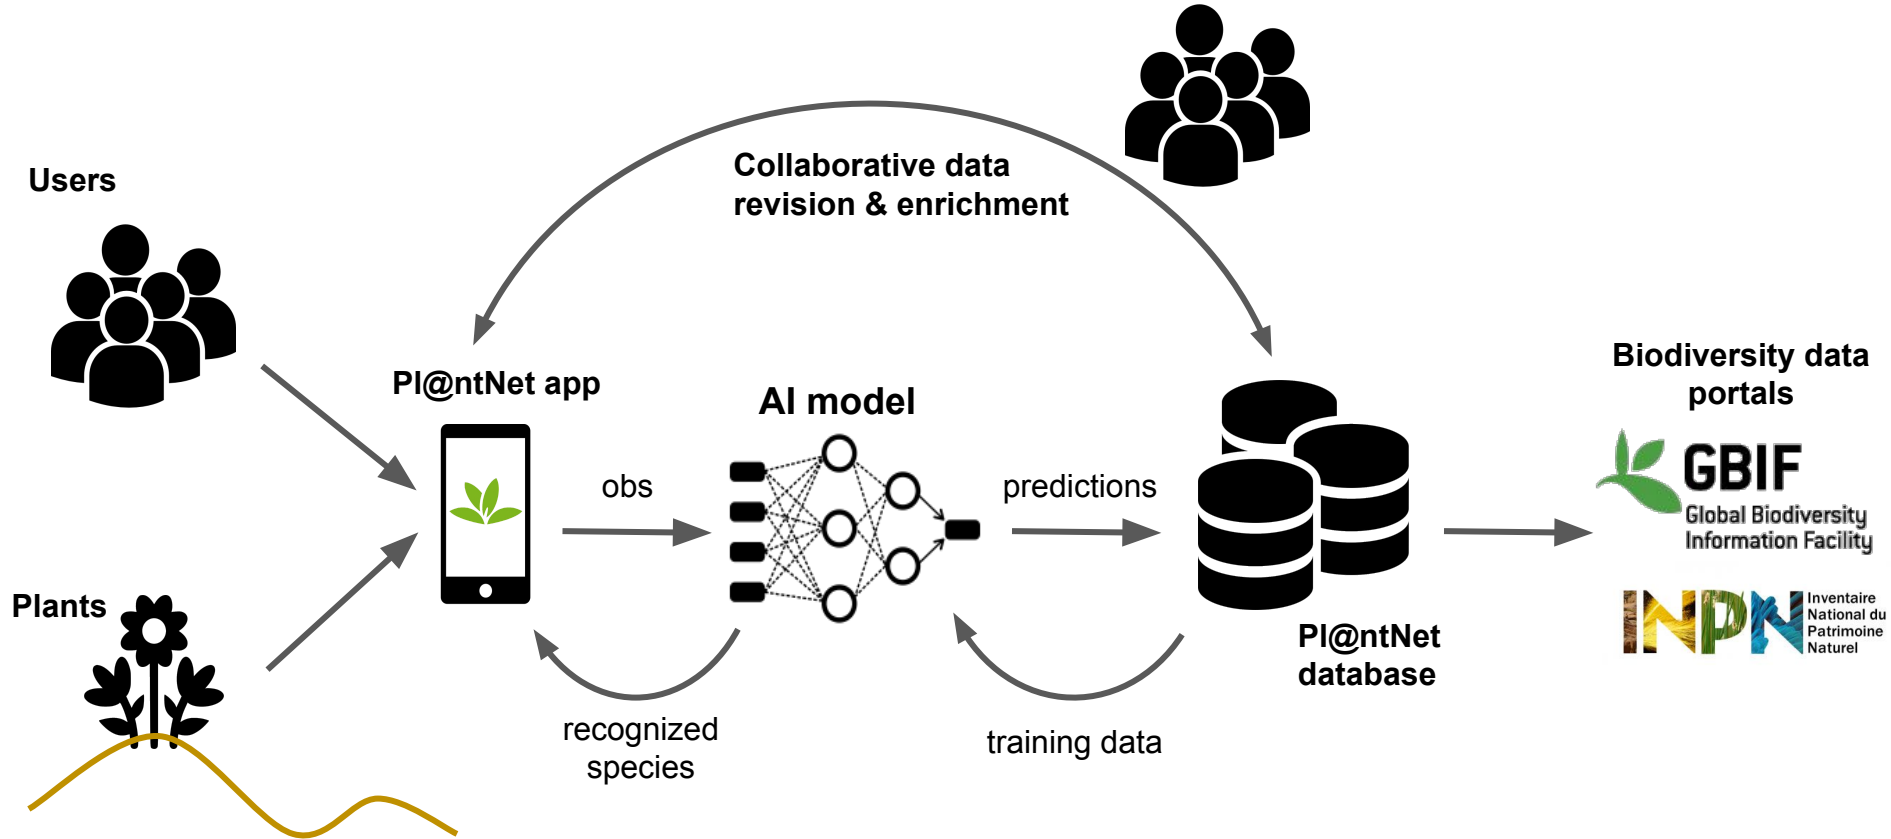 Collaborative data
revision & enrichment
Users
Pl@ntNet app
AI model
Biodiversity data
portals
obs
predictions
GBIF
Global Biodiversity
Information Facility
Plants
INPN
Inventaire
National du
Patrimoine
Naturel
Pl@ntNet
database
recognized
species
training data